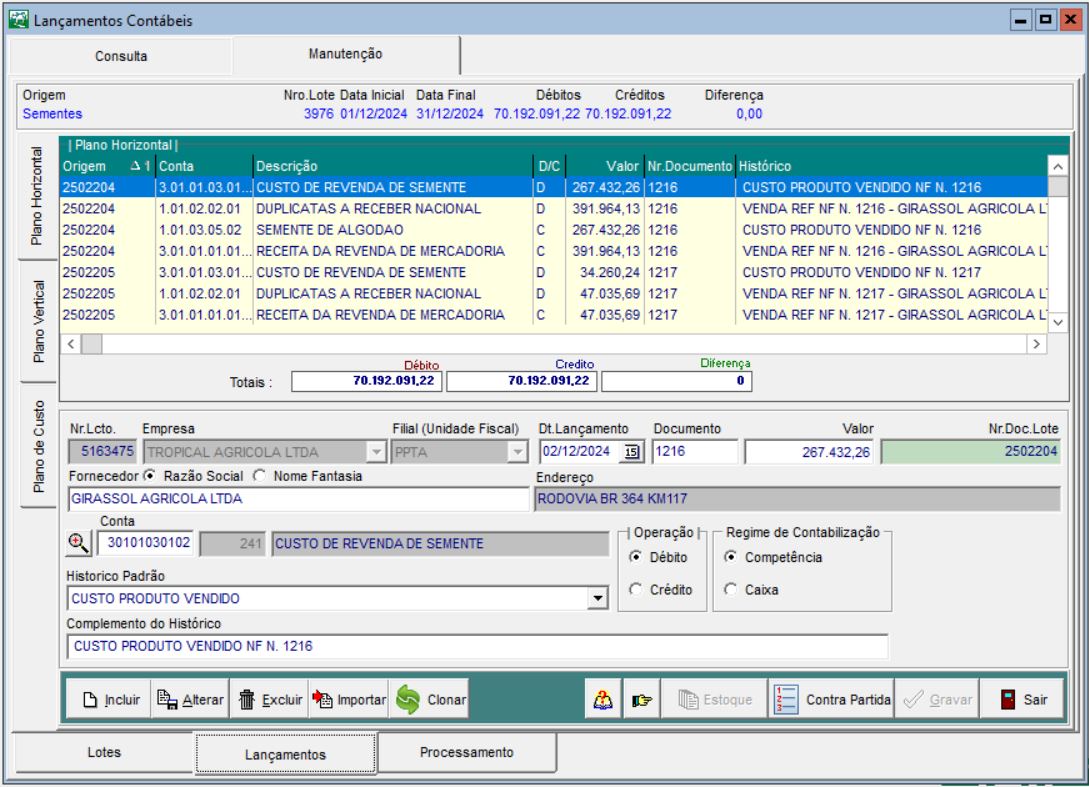 Lançamentos Contábeis
Consulta Manutenção
Origem Nro.Lote Data Inicial Data Final Débitos Créditos Diferença
Sementes 3976 01/12/2024 31/12/2024 70.192.091,22 70.192.091,22 0,00
Plano Horizontal
Plano Vertical
Plano de Custo
| Plano Horizontal |
Origem 1 Conta Descrição D/C Valor Nr.Documento Histórico
2502204 3.01.01.03.01... CUSTO DE REVENDA DE SEMENTE D 267.432,26 1216 CUSTO PRODUTO VENDIDO NF N. 1216
2502204 1.01.02.02.01 DUPLICATAS A RECEBER NACIONAL D 391.964,13 1216 VENDA REF NF N. 1216 - GIRASSOL AGRICOLA L
2502204 1.01.03.05.02 SEMENTE DE ALGODAO C 267.432,26 1216 CUSTO PRODUTO VENDIDO NF N. 1216
2502204 3.01.01.01.01... RECEITA DA REVENDA DE MERCADORIA C 391.964,13 1216 VENDA REF NF N. 1216 - GIRASSOL AGRICOLA L
2502205 3.01.01.03.01... CUSTO DE REVENDA DE SEMENTE D 34.260,24 1217 CUSTO PRODUTO VENDIDO NF N. 1217
2502205 1.01.02.02.01 DUPLICATAS A RECEBER NACIONAL D 47.035,69 1217 VENDA REF NF N. 1217 - GIRASSOL AGRICOLA L
2502205 3.01.01.01.01... RECEITA DA REVENDA DE MERCADORIA C 47.035,69 1217 VENDA REF NF N. 1217 - GIRASSOL AGRICOLA L
Débito Credito Diferença
Totais : 70.192.091,22 70.192.091,22 0
Nr.Lcto. Empresa Filial (Unidade Fiscal) Dt.Lançamento Documento Valor Nr.Doc.Lote
5163475 TROPICAL AGRICOLA LTDA PPTA 02/12/2024 15 1216 267.432,26 2502204
Fornecedor Razão Social Nome Fantasia Endereço
GIRASSOL AGRICOLA LTDA RODOVIA BR 364 KM117
Conta | Operação | Regime de Contabilização
30101030102 241 CUSTO DE REVENDA DE SEMENTE Débito Competência
Historico Padrão Crédito Caixa
CUSTO PRODUTO VENDIDO
Complemento do Histórico
CUSTO PRODUTO VENDIDO NF N. 1216
Incluir Alterar Excluir Importar Clonar Estoque Contra Partida Gravar Sair
Lotes Lançamentos Processamento